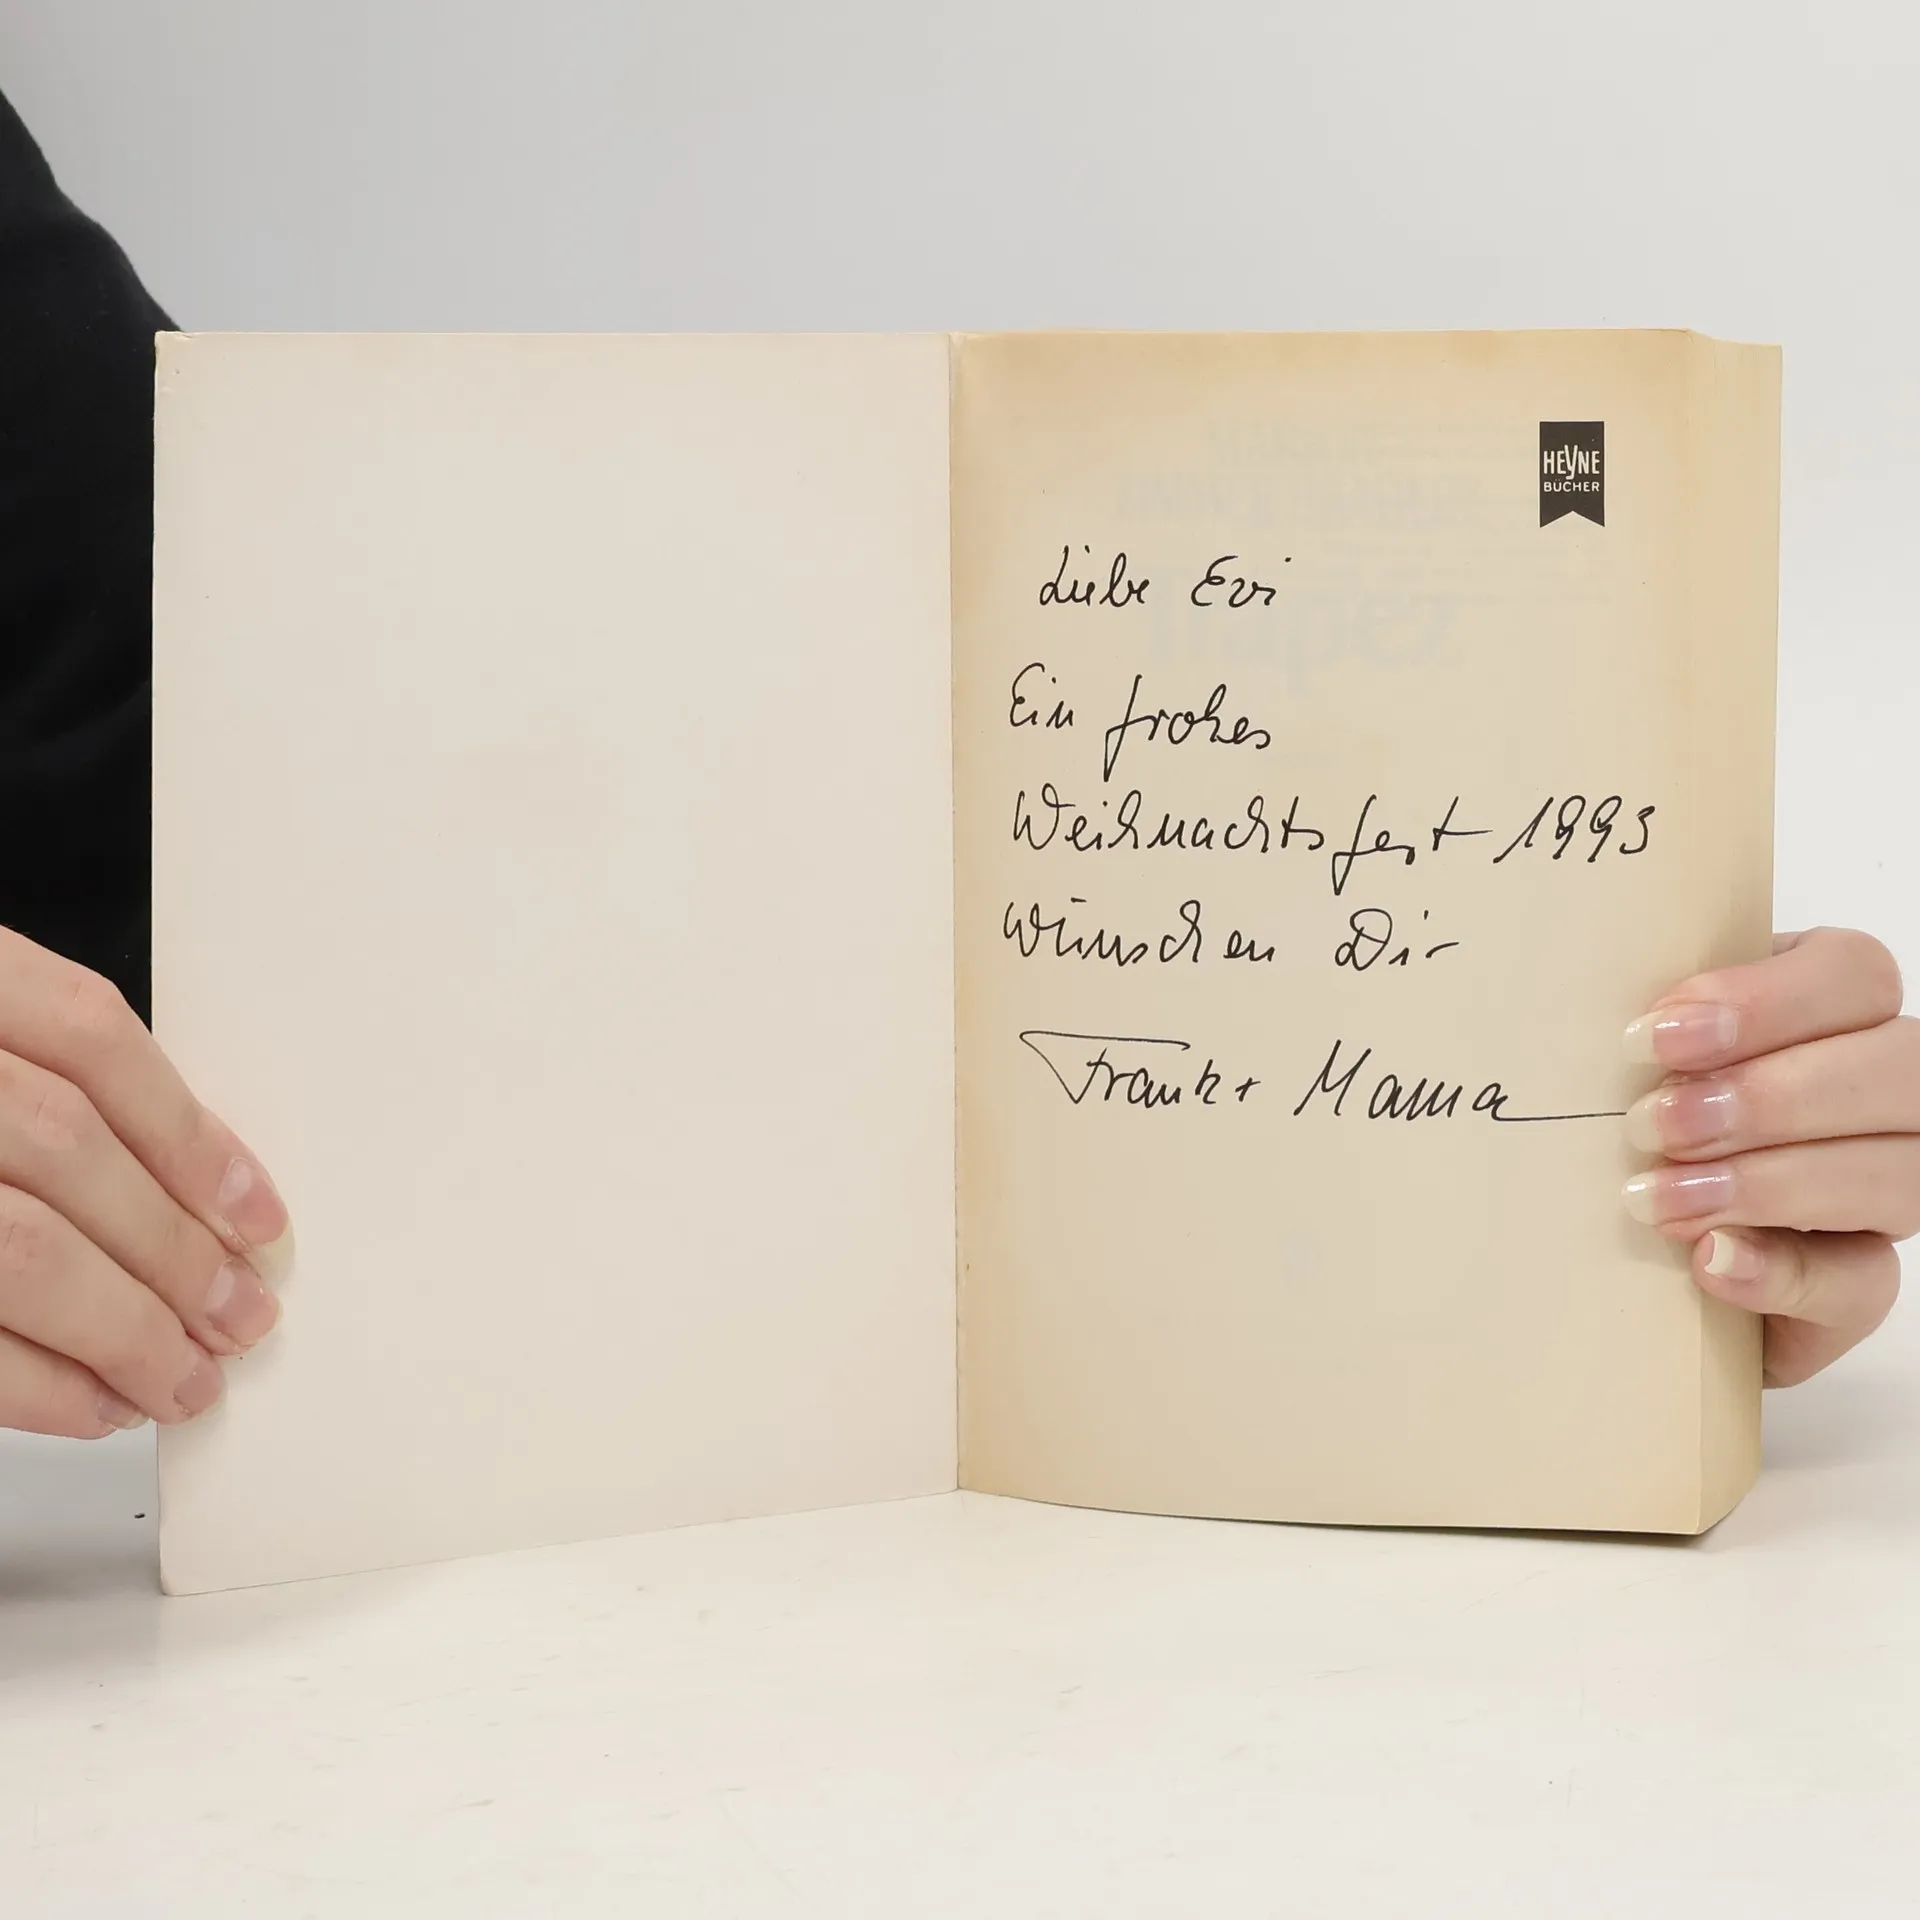 HEYNE
BÜCHER
Liebe Evi
Ein frohes
Weihnachtsfest 1993
wünschen Dir
Frank + Mama